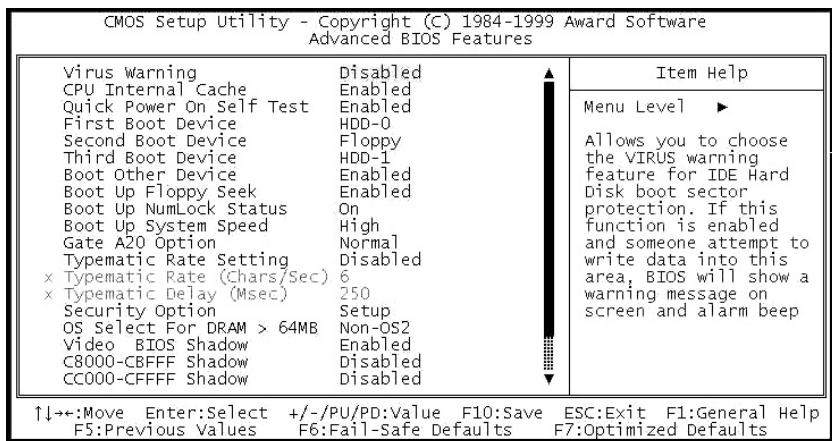 CMOS Setup Utility - Copyright (C) 1984-1999 Award Software
Advanced BIOS Features
Virus Warning Disabled
CPU Internal Cache Enabled
Quick Power On Self Test Enabled
First Boot Device HDD-0
Second Boot Device Floppy
Third Boot Device HDD-1
Boot Other Device Enabled
Boot Up Floppy Seek Enabled
Boot Up NumLock Status On
Boot Up System Speed High
Gate A20 Option Normal
Typematic Rate Setting Disabled
x Typematic Rate (Chars/Sec) 6
x Typematic Delay (Msec) 250
Security Option Setup
OS Select For DRAM > 64MB Non-OS2
Video BIOS Shadow Enabled
C8000-CBFFF Shadow Disabled
CC000-CFFFF Shadow Disabled
Item Help
Menu Level ►
Allows you to choose
the VIRUS warning
feature for IDE Hard
Disk boot sector
protection. If this
function is enabled
and someone attempt to
write data into this
area, BIOS will show a
warning message on
screen and alarm beep
↑↓→←:Move Enter:Select +/-/PU/PD:Value F10:Save ESC:Exit F1:General Help
F5:Previous Values F6:Fail-Safe Defaults F7:Optimized Defaults